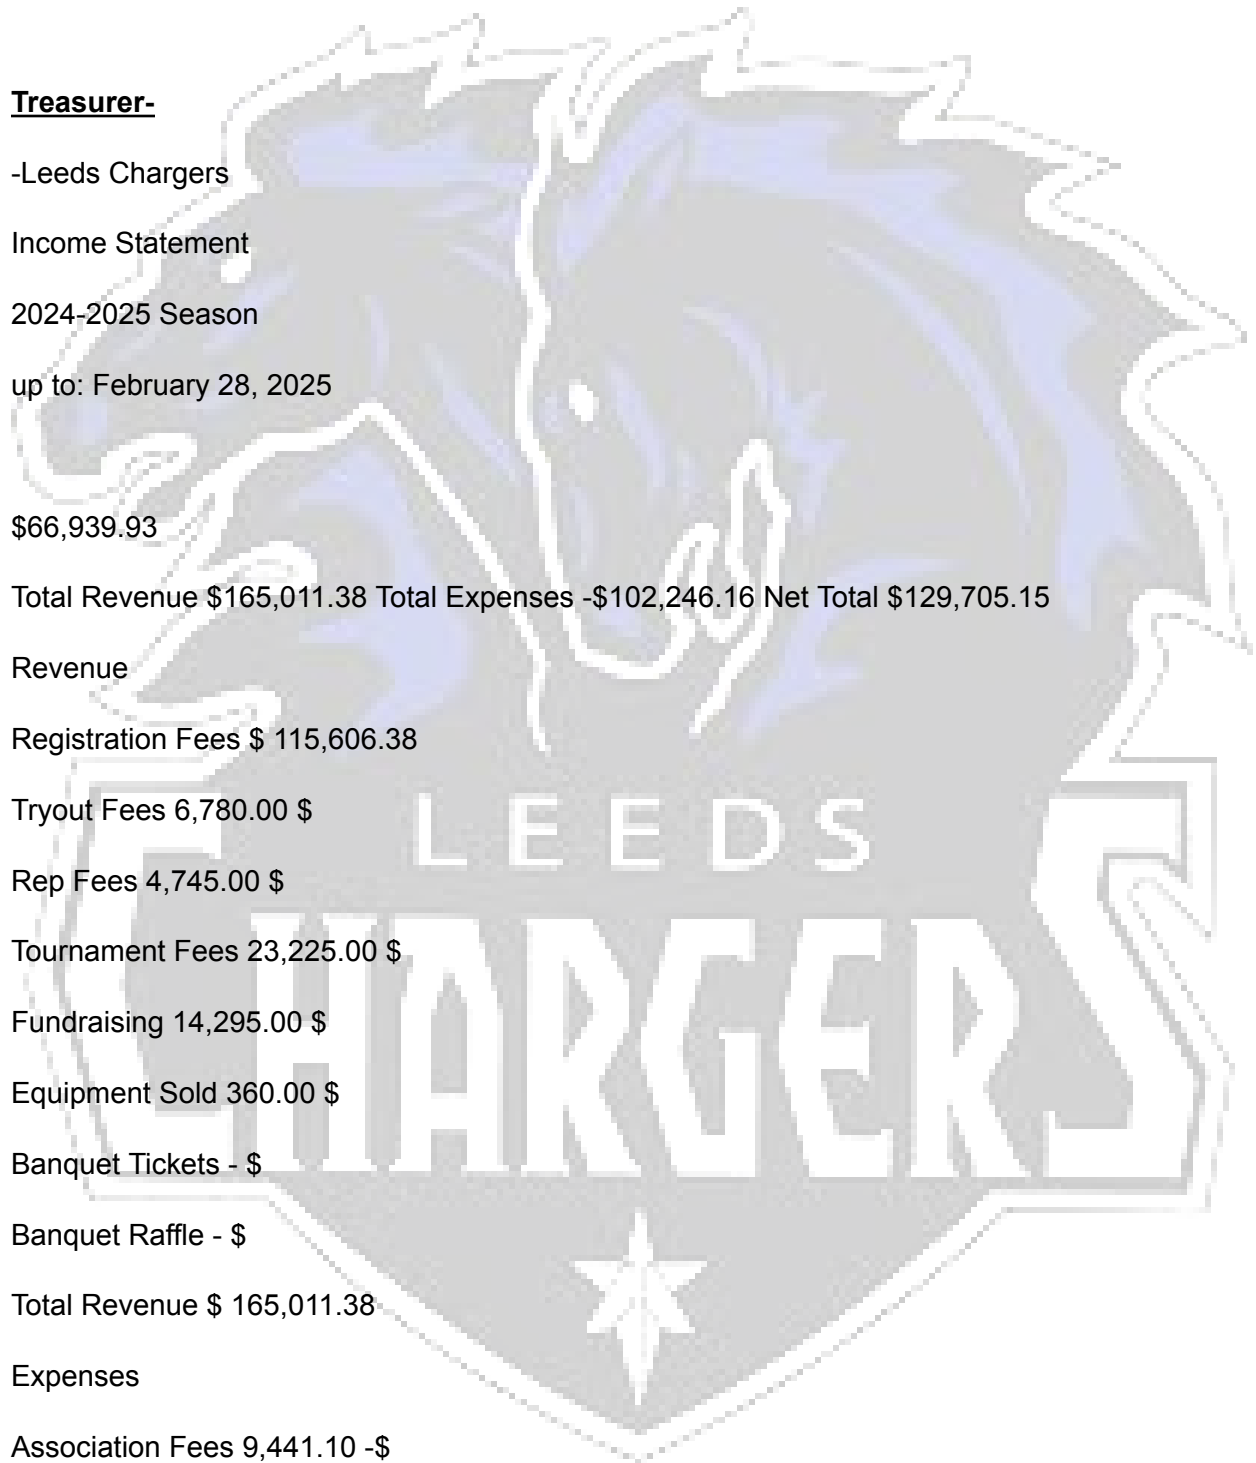 Treasurer-
-Leeds Chargers
Income Statement
2024-2025 Season
up to: February 28, 2025
$66,939.93
Total Revenue $165,011.38 Total Expenses -$102,246.16 Net Total $129,705.15
Revenue
Registration Fees $ 115,606.38
Tryout Fees 6,780.00 $
Rep Fees 4,745.00 $
LEEDS
Tournament Fees 23,225.00 $
Fundraising 14,295.00 $
CHARGERS
Equipment Sold 360.00 $
Banquet Tickets - $
Banquet Raffle - $
Total Revenue $ 165,011.38
Expenses
Association Fees 9,441.10 -$